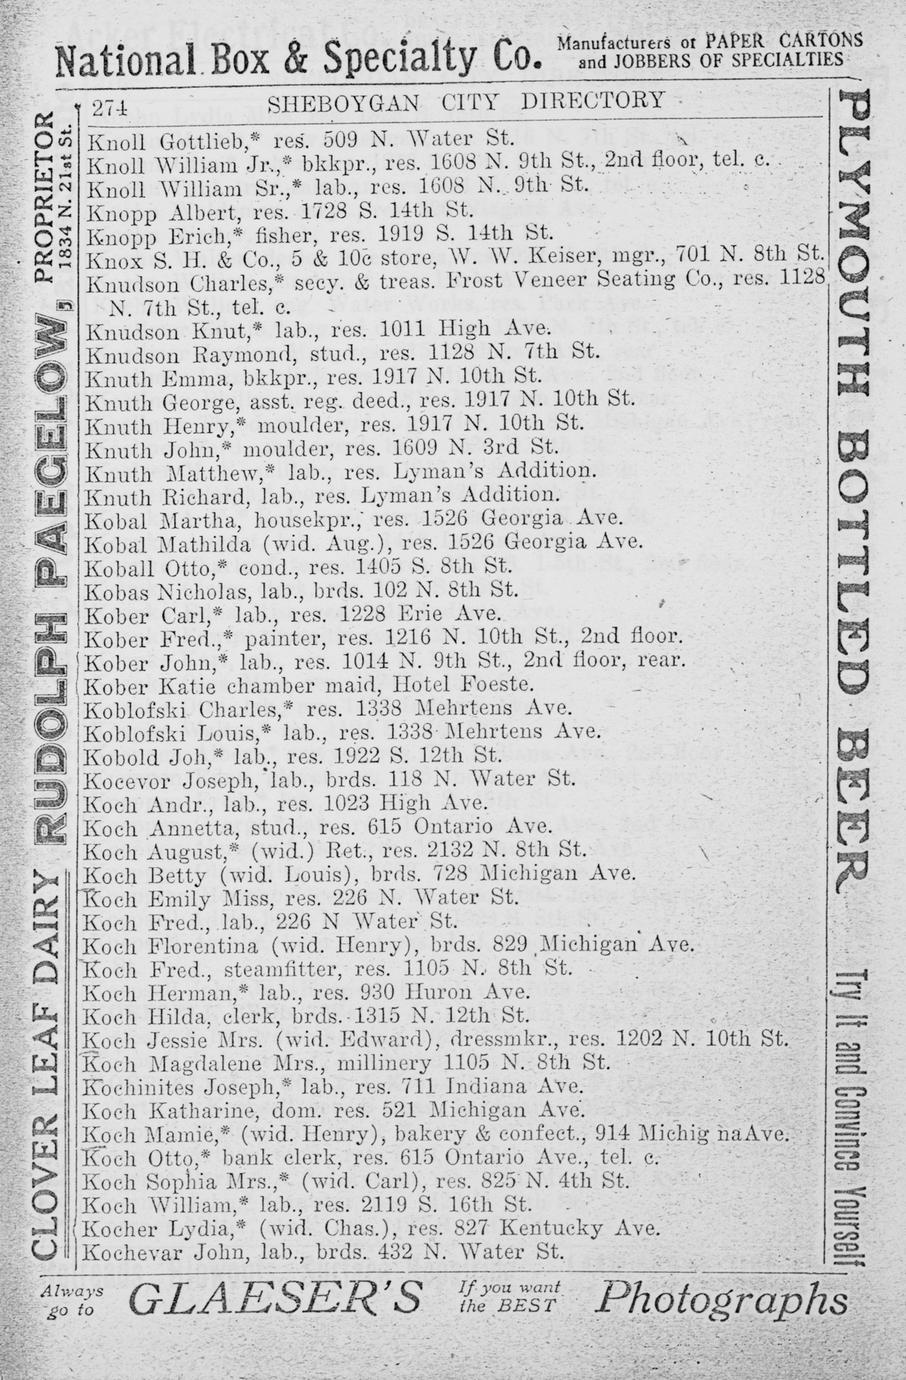 National Box & Specialty Co. Manufacturers of PAPER CARTONS
and JOBBERS OF SPECIALTIES
274 SHEBOYGAN CITY DIRECTORY
Knoll Gottlieb,* res. 509 N. Water St.
Knoll William Jr.,* bkkpr., res. 1608 N. 9th St., 2nd floor, tel. c.
Knoll William Sr.,* lab., res. 1608 N. 9th St.
Knopp Albert, res. 1728 S. 14th St.
Knopp Erich,* fisher, res. 1919 S. 14th St.
Knox S. H. & Co., 5 & 10c store, W. W. Keiser, mgr., 701 N. 8th St.
Knudson Charles,* secy. & treas. Frost Veneer Seating Co., res. 1128
N. 7th St., tel. c.
Knudson Knut,* lab., res. 1011 High Ave.
Knudson Raymond, stud., res. 1128 N. 7th St.
Knuth Emma, bkkpr., res. 1917 N. 10th St.
Knuth George, asst. reg. deed., res. 1917 N. 10th St.
Knuth Henry,* moulder, res. 1917 N. 10th St.
Knuth John,* moulder, res. 1609 N. 3rd St.
Knuth Matthew,* lab., res. Lyman's Addition.
Knuth Richard, lab., res. Lyman's Addition.
Kobal Martha, housekpr., res. 1526 Georgia Ave.
Kobal Mathilda (wid. Aug.), res. 1526 Georgia Ave.
Koball Otto,* cond., res. 1405 S. 8th St.
Kobas Nicholas, lab., brds. 102 N. 8th St.
Kober Carl,* lab., res. 1228 Erie Ave.
Kober Fred.,* painter, res. 1216 N. 10th St., 2nd floor.
Kober John,* lab., res. 1014 N. 9th St., 2nd floor, rear.
Kober Katie chamber maid, Hotel Foeste.
Koblofski Charles,* res. 1338 Mehrtens Ave.
Koblofski Louis,* lab., res. 1338 Mehrtens Ave.
Kobold Joh,* lab., res. 1922 S. 12th St.
Kocevor Joseph, lab., brds. 118 N. Water St.
Koch Andr., lab., res. 1023 High Ave.
Koch Annetta, stud., res. 615 Ontario Ave.
Koch August,* (wid.) Ret., res. 2132 N. 8th St.
Koch Betty (wid. Louis), brds. 728 Michigan Ave.
Koch Emily Miss, res. 226 N. Water St.
Koch Fred., lab., 226 N Water St.
Koch Florentina (wid. Henry), brds. 829 Michigan Ave.
Koch Fred., steamfitter, res. 1105 N. 8th St.
Koch Herman,* lab., res. 930 Huron Ave.
Koch Hilda, clerk, brds. 1315 N. 12th St.
Koch Jessie Mrs. (wid. Edward), dressmkr., res. 1202 N. 10th St.
Koch Magdalene Mrs., millinery 1105 N. 8th St.
Kochinites Joseph,* lab., res. 711 Indiana Ave.
Koch Katharine, dom. res. 521 Michigan Ave.
Koch Mamie,* (wid. Henry), bakery & confect., 914 Michig naAve.
Koch Otto,* bank clerk, res. 615 Ontario Ave., tel. c.
Koch Sophia Mrs.,* (wid. Carl), res. 825 N. 4th St.
Koch William,* lab., res. 2119 S. 16th St.
Kocher Lydia,* (wid. Chas.), res. 827 Kentucky Ave.
Kochevar John, lab., brds. 432 N. Water St.
CLOVER LEAF DAIRY RUDOLPH PAEGELOW, PROPRIETOR
1834 N. 21st St.
PLYMOUTH BOTTLED BEER Try It and Convince Yourself
Always go to GLAESER'S If you want the BEST Photographs